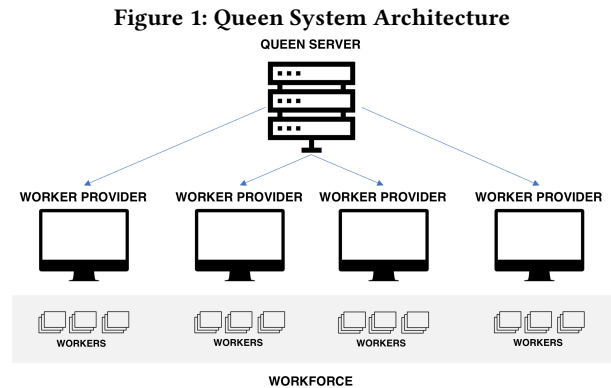 Figure 1: Queen System Architecture
QUEEN SERVER
WORKER PROVIDER WORKER PROVIDER WORKER PROVIDER WORKER PROVIDER
WORKERS WORKERS WORKERS WORKERS
WORKFORCE